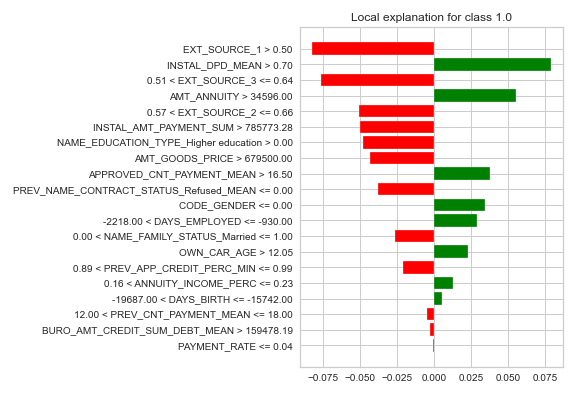 Local explanation for class 1.0
EXT_SOURCE_1 > 0.50
INSTAL_DPD_MEAN > 0.70
0.51 < EXT_SOURCE_3 <= 0.64
AMT_ANNUITY > 34596.00
0.57 < EXT_SOURCE_2 <= 0.66
INSTAL_AMT_PAYMENT_SUM > 785773.28
NAME_EDUCATION_TYPE_Higher education > 0.00
AMT_GOODS_PRICE > 679500.00
APPROVED_CNT_PAYMENT_MEAN > 16.50
PREV_NAME_CONTRACT_STATUS_Refused_MEAN <= 0.00
CODE_GENDER <= 0.00
-2218.00 < DAYS_EMPLOYED <= -930.00
0.00 < NAME_FAMILY_STATUS_Married <= 1.00
OWN_CAR_AGE > 12.05
0.89 < PREV_APP_CREDIT_PERC_MIN <= 0.99
0.16 < ANNUITY_INCOME_PERC <= 0.23
-19687.00 < DAYS_BIRTH <= -15742.00
12.00 < PREV_CNT_PAYMENT_MEAN <= 18.00
BURO_AMT_CREDIT_SUM_DEBT_MEAN > 159478.19
PAYMENT_RATE <= 0.04
−0.075 −0.050 −0.025 0.000 0.025 0.050 0.075